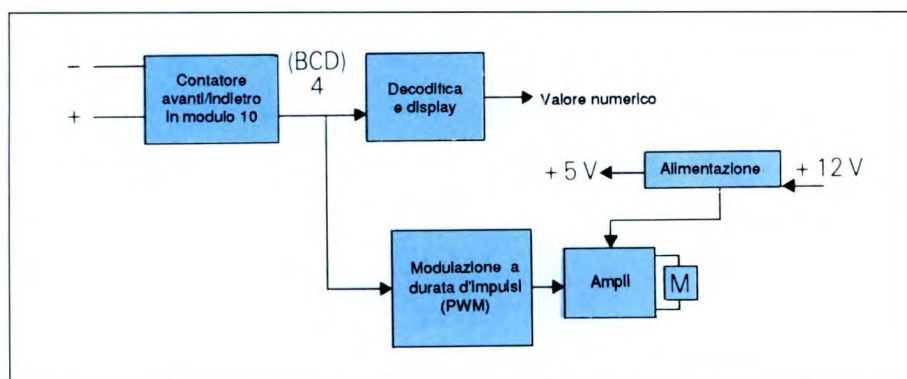 −
+
Contatore
avanti/indietro
in modulo 10
(BCD)
4
Decodifica
e display
Valore numerico
+ 5 V
Alimentazione
+ 12 V
Modulazione a
durata d'impulsi
(PWM)
Ampli
M